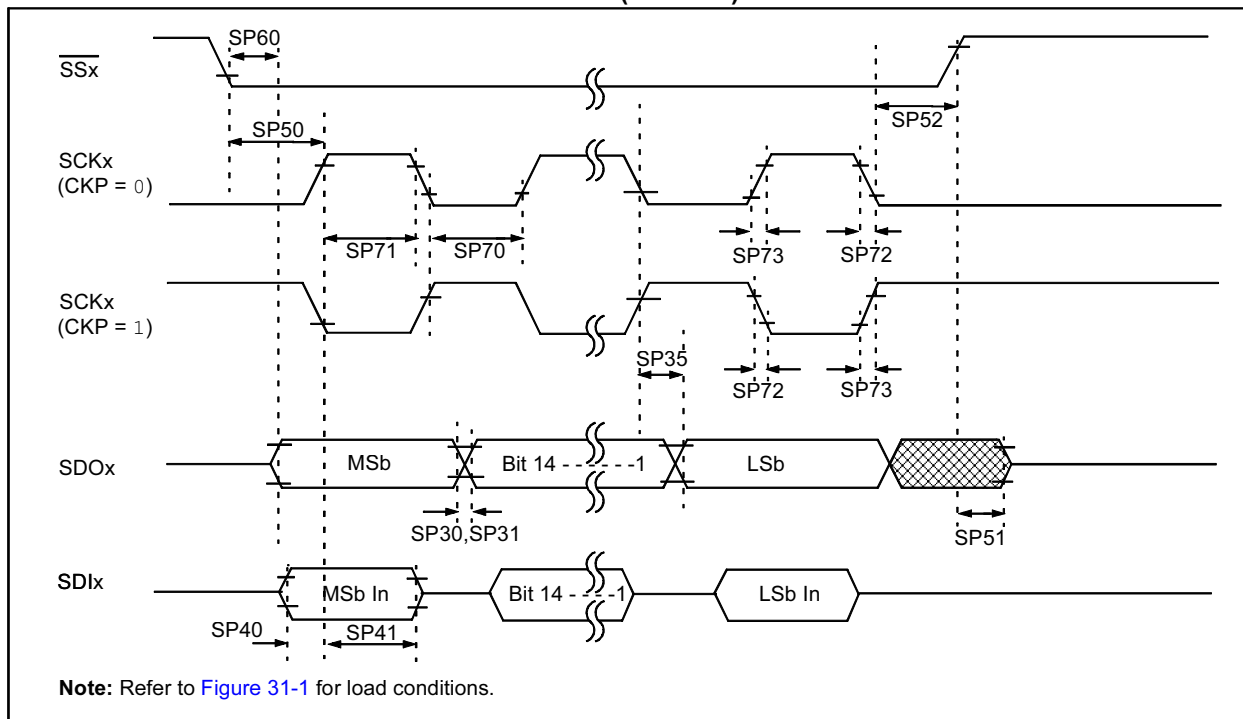 SP60
SSx
SP50
SP52
SCKx
(CKP = 0)
SP71
SP70
SP73
SP72
SCKx
(CKP = 1)
SP35
SP72
SP73
SDOx
MSb
Bit 14 - - - - - -1
LSb
SP30,SP31
SP51
SDIx
MSb In
Bit 14 - - - -1
LSb In
SP40
SP41
Note: Refer to Figure 31-1 for load conditions.